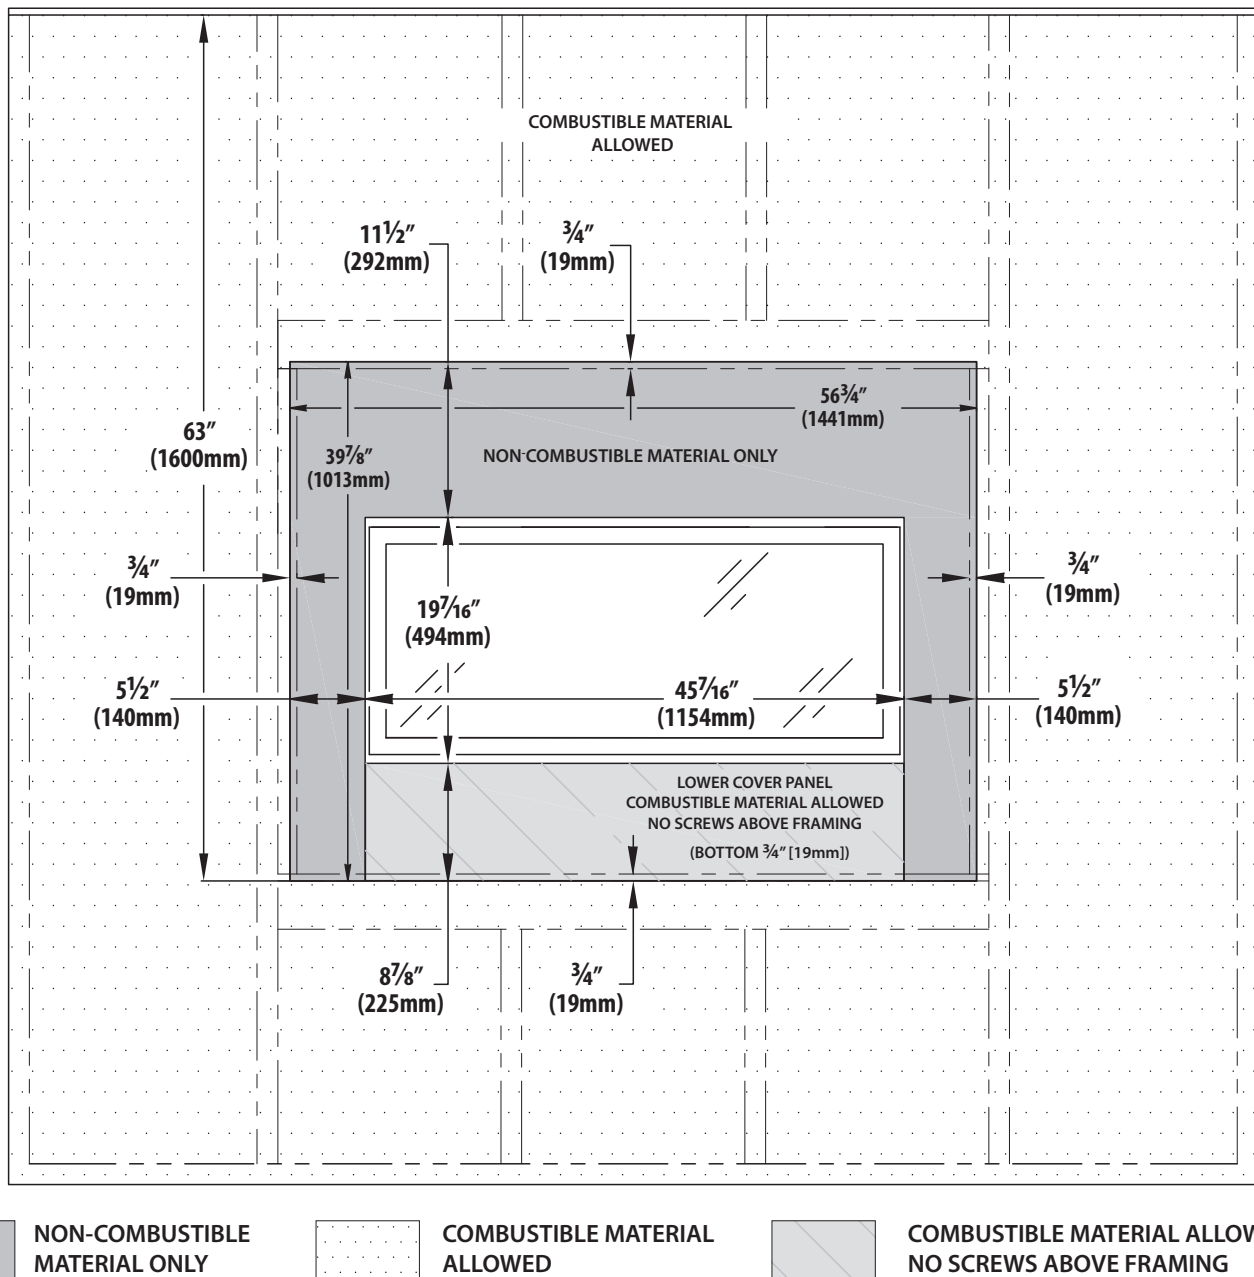 COMBUSTIBLE MATERIAL
ALLOWED
11½″
(292mm)
¾″
(19mm)
56¾″
(1441mm)
63″
(1600mm)
39⅞″
(1013mm)
NON-COMBUSTIBLE MATERIAL ONLY
¾″
(19mm)
¾″
(19mm)
19⁷⁄₁₆″
(494mm)
5½″
(140mm)
45⁷⁄₁₆″
(1154mm)
5½″
(140mm)
LOWER COVER PANEL
COMBUSTIBLE MATERIAL ALLOWED
NO SCREWS ABOVE FRAMING
(BOTTOM ¾″ [19mm])
8⅞″
(225mm)
¾″
(19mm)
NON-COMBUSTIBLE
MATERIAL ONLY
COMBUSTIBLE MATERIAL
ALLOWED
COMBUSTIBLE MATERIAL ALLOW
NO SCREWS ABOVE FRAMING